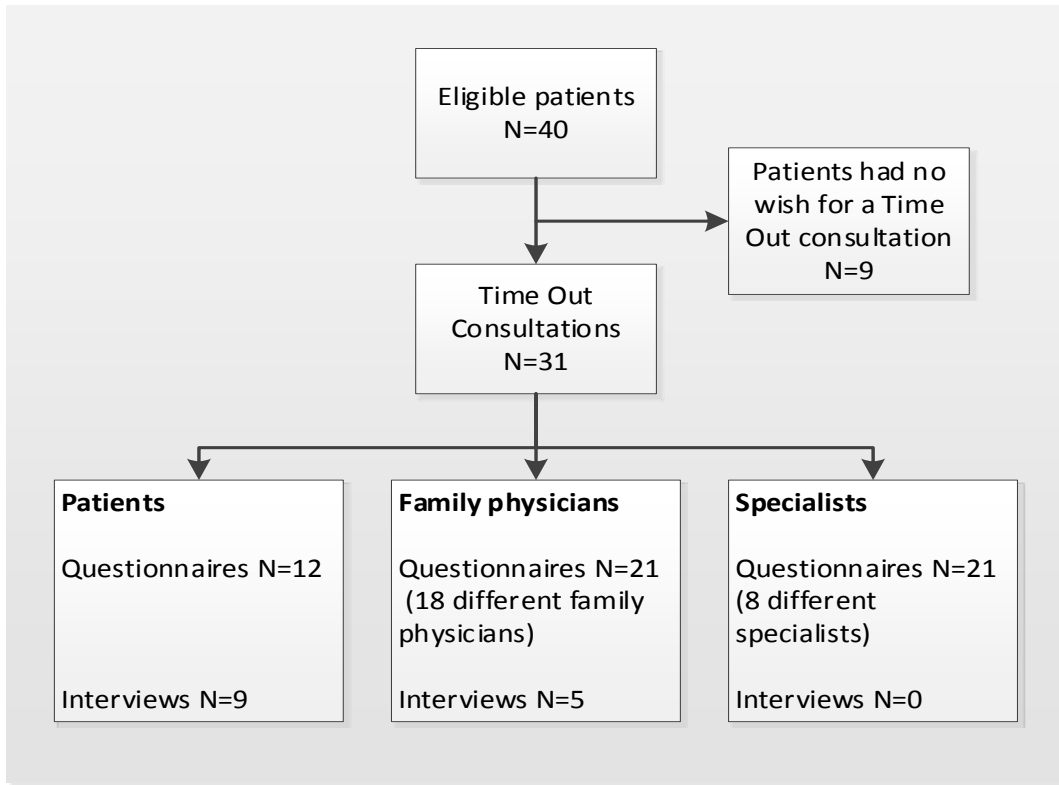 Eligible patients
N=40
Patients had no
wish for a Time
Out consultation
N=9
Time Out
Consultations
N=31
Patients
Questionnaires N=12
Interviews N=9
Family physicians
Questionnaires N=21
(18 different family
physicians)
Interviews N=5
Specialists
Questionnaires N=21
(8 different
specialists)
Interviews N=0